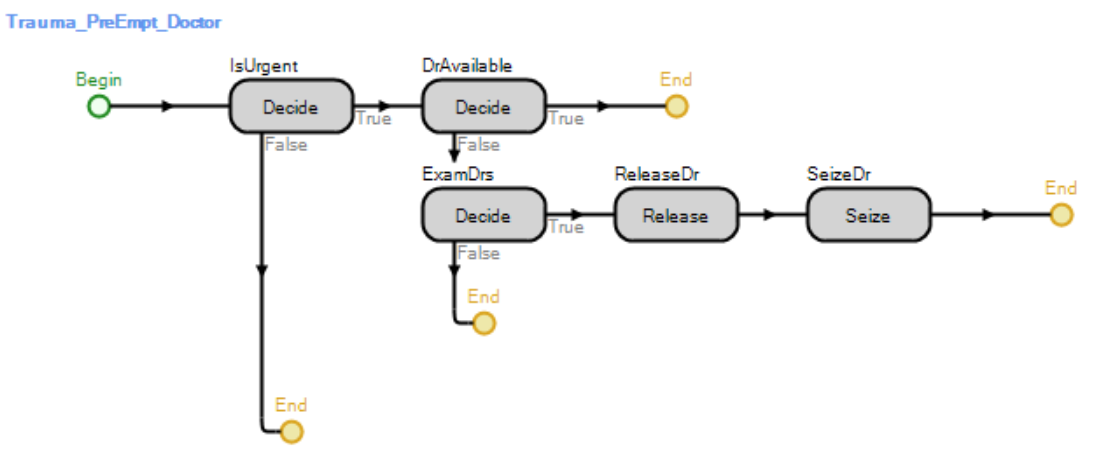 Trauma_PreEmpt_Doctor
Begin
IsUrgent
Decide
True
False
DrAvailable
Decide
True
False
End
ExamDrs
Decide
True
False
ReleaseDr
Release
SeizeDr
Seize
End
End
End